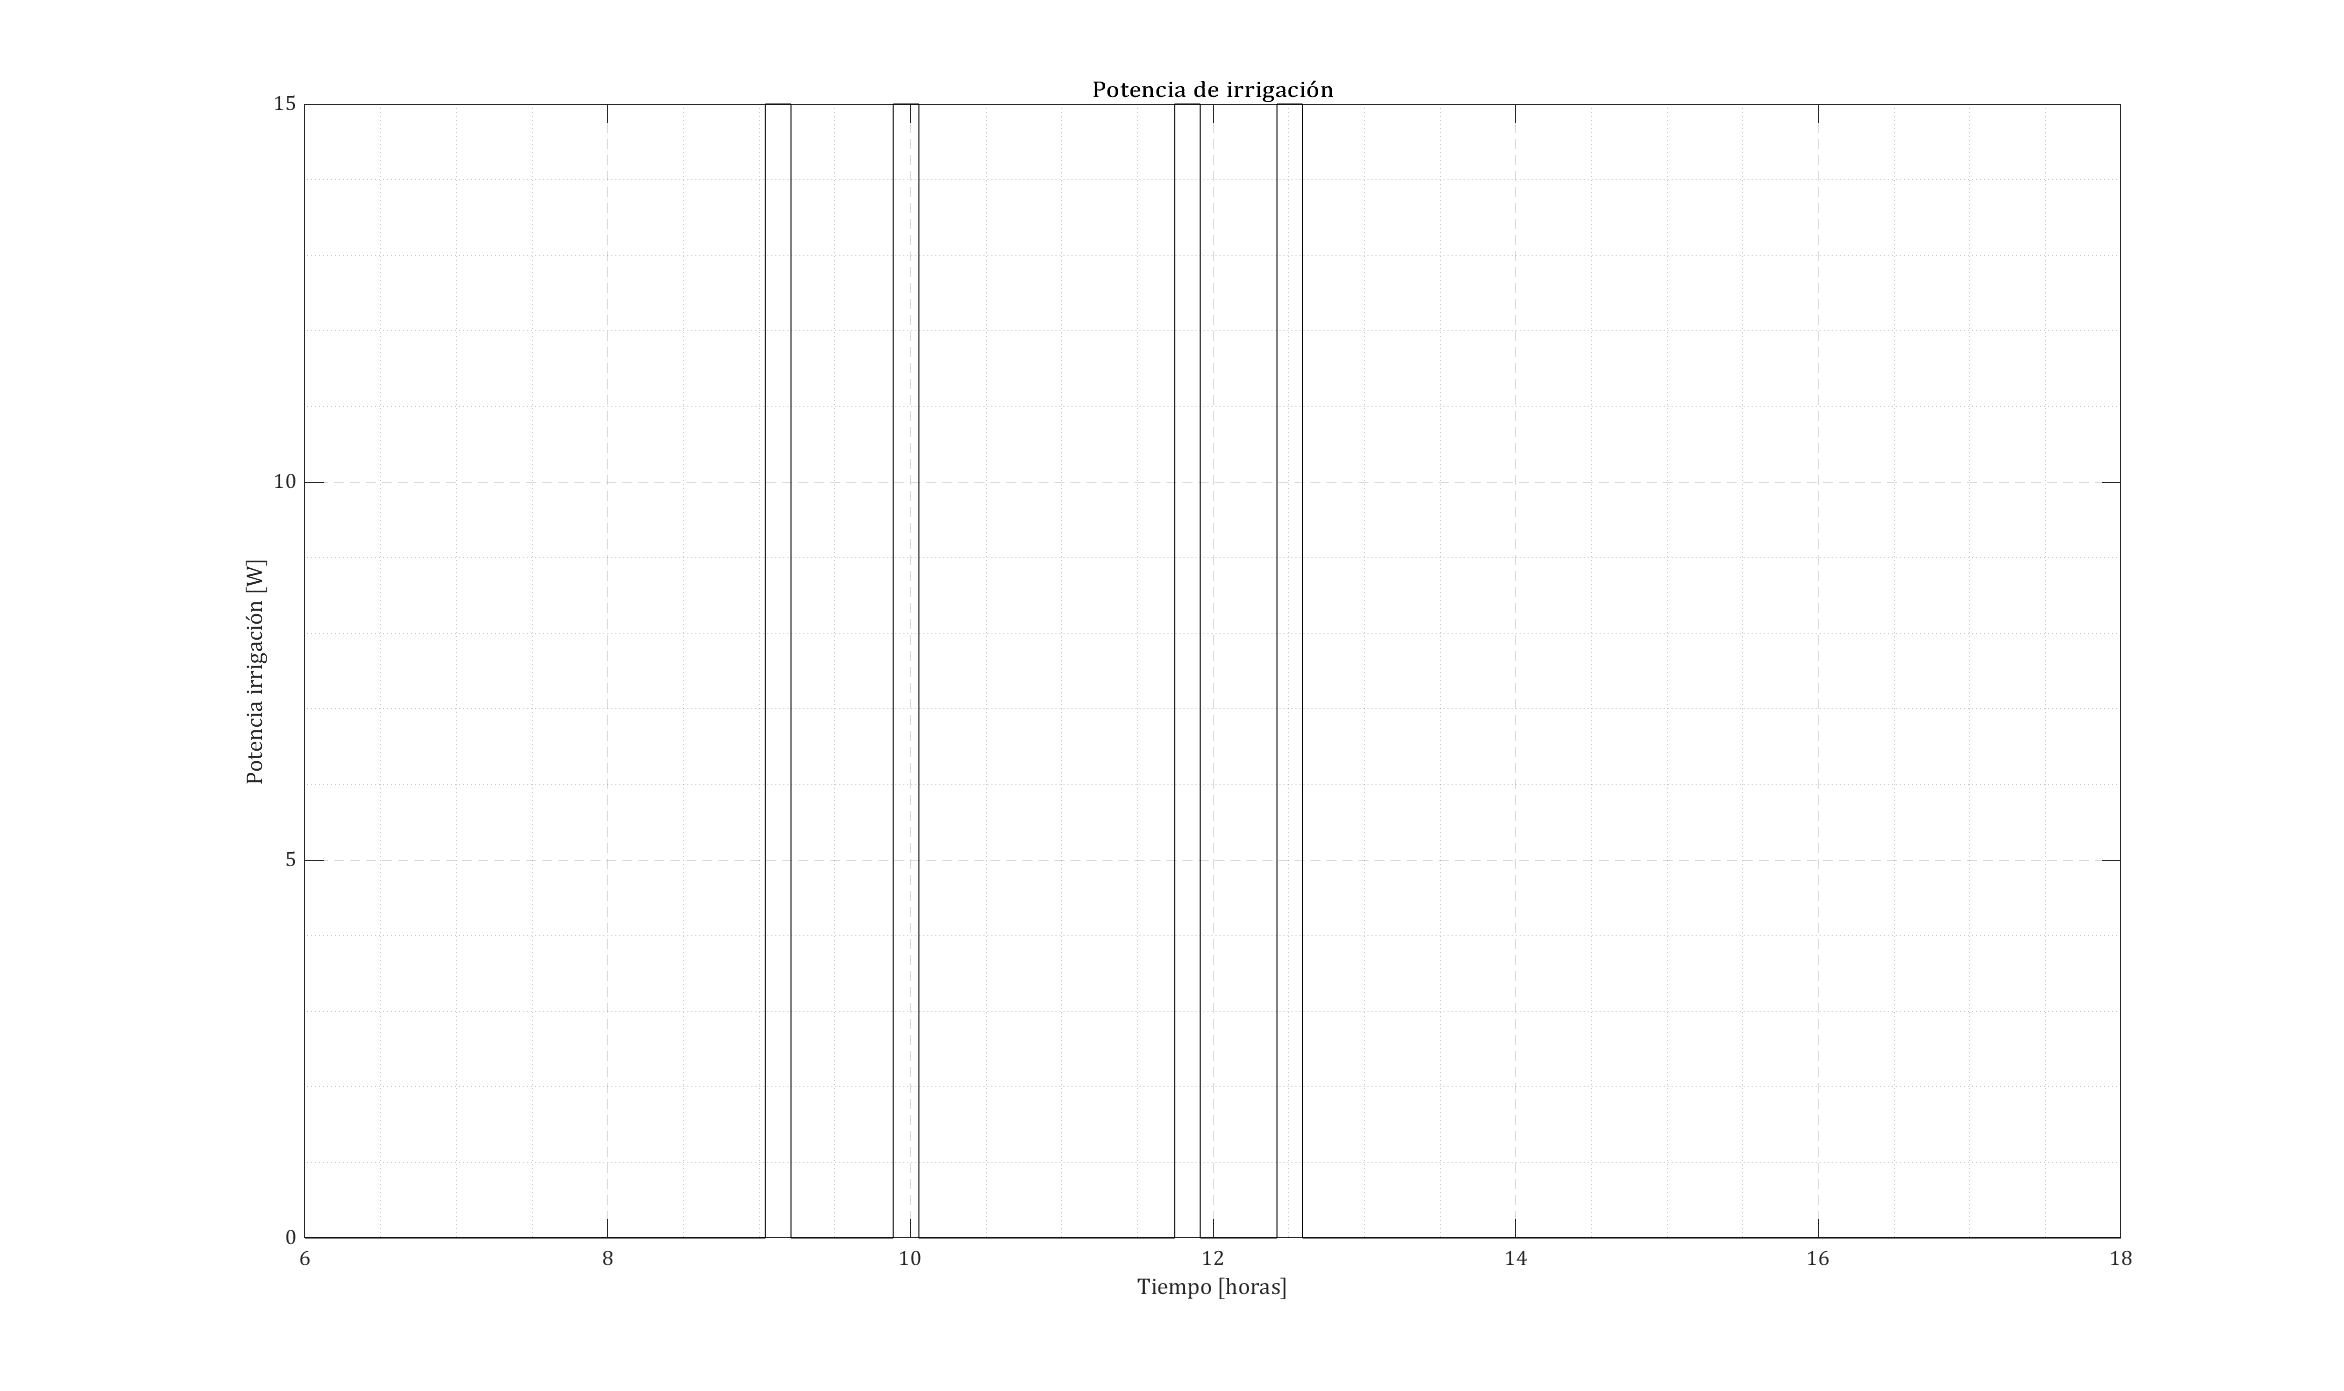 Potencia de irrigación
15
10
5
0
Potencia irrigación [W]
6 8 10 12 14 16 18
Tiempo [horas]